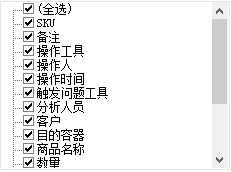 (全选)
SKU
备注
操作工具
操作人
操作时间
触发问题工具
分析人员
客户
目的容器
商品名称
数量